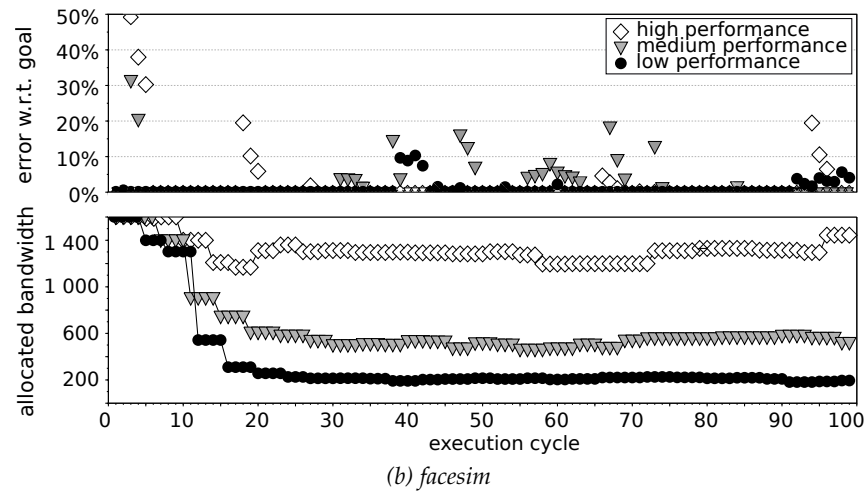 50%
40%
30%
20%
10%
0%
error w.r.t. goal
high performance
medium performance
low performance
1 400
1 000
600
200
allocated bandwidth
0 10 20 30 40 50 60 70 80 90 100
execution cycle
(b) facesim